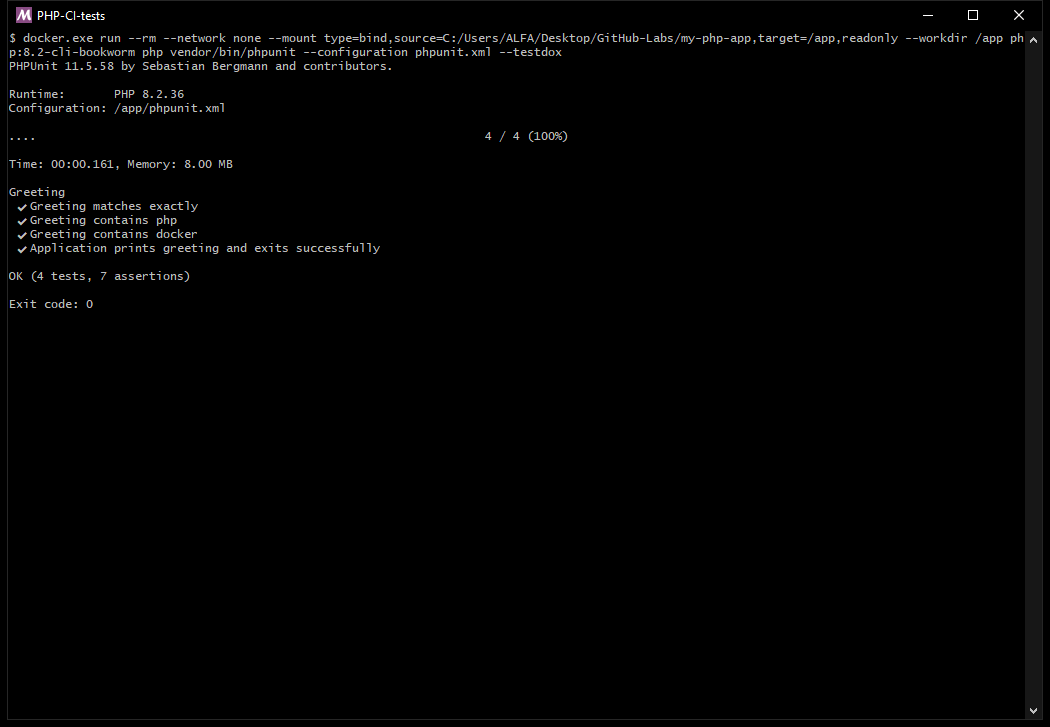 PHP-CI-tests
$ docker.exe run --rm --network none --mount type=bind,source=C:/Users/ALFA/Desktop/GitHub-Labs/my-php-app,target=/app,readonly --workdir /app ph
p:8.2-cli-bookworm php vendor/bin/phpunit --configuration phpunit.xml --testdox
PHPUnit 11.5.58 by Sebastian Bergmann and contributors.
Runtime:       PHP 8.2.36
Configuration: /app/phpunit.xml
....                                                                4 / 4 (100%)
Time: 00:00.161, Memory: 8.00 MB
Greeting
✔ Greeting matches exactly
✔ Greeting contains php
✔ Greeting contains docker
✔ Application prints greeting and exits successfully
OK (4 tests, 7 assertions)
Exit code: 0